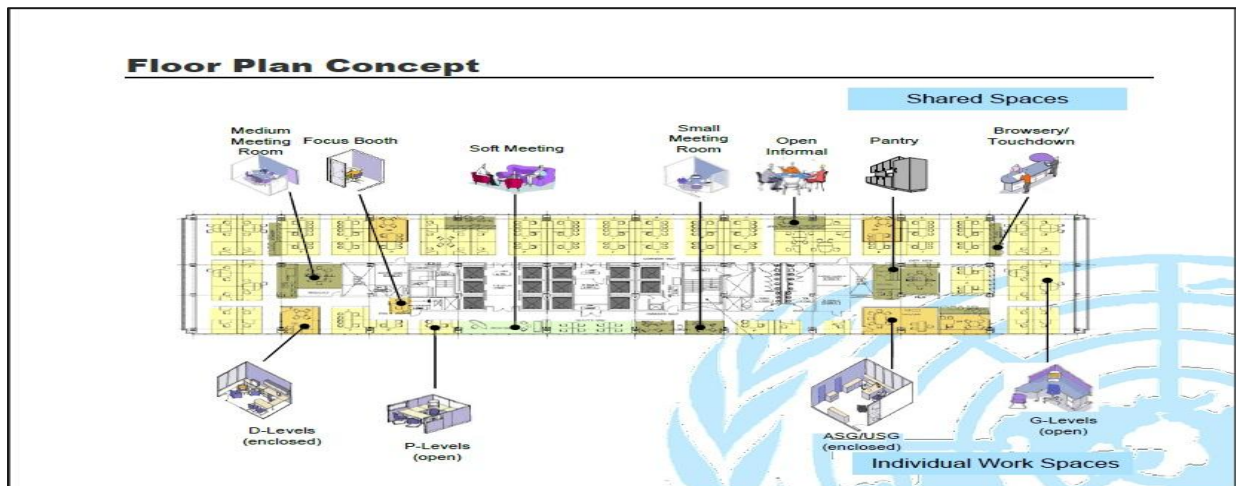 Floor Plan Concept
Shared Spaces
Medium
Meeting
Room
Focus Booth
Soft Meeting
Small
Meeting
Room
Open
Informal
Pantry
Browsery/
Touchdown
D-Levels
(enclosed)
P-Levels
(open)
ASG/USG
(enclosed)
G-Levels
(open)
Individual Work Spaces